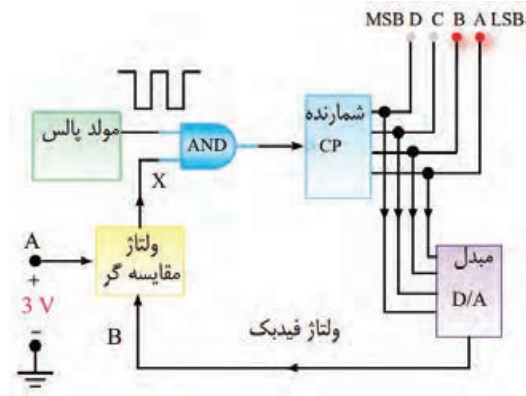 MSB D C B A LSB
مولد پالس
AND
شمارنده
CP
X
A
+
3 V
-
ولتاژ
مقایسه گر
B
ولتاژ فیدبک
مبدل
D/A